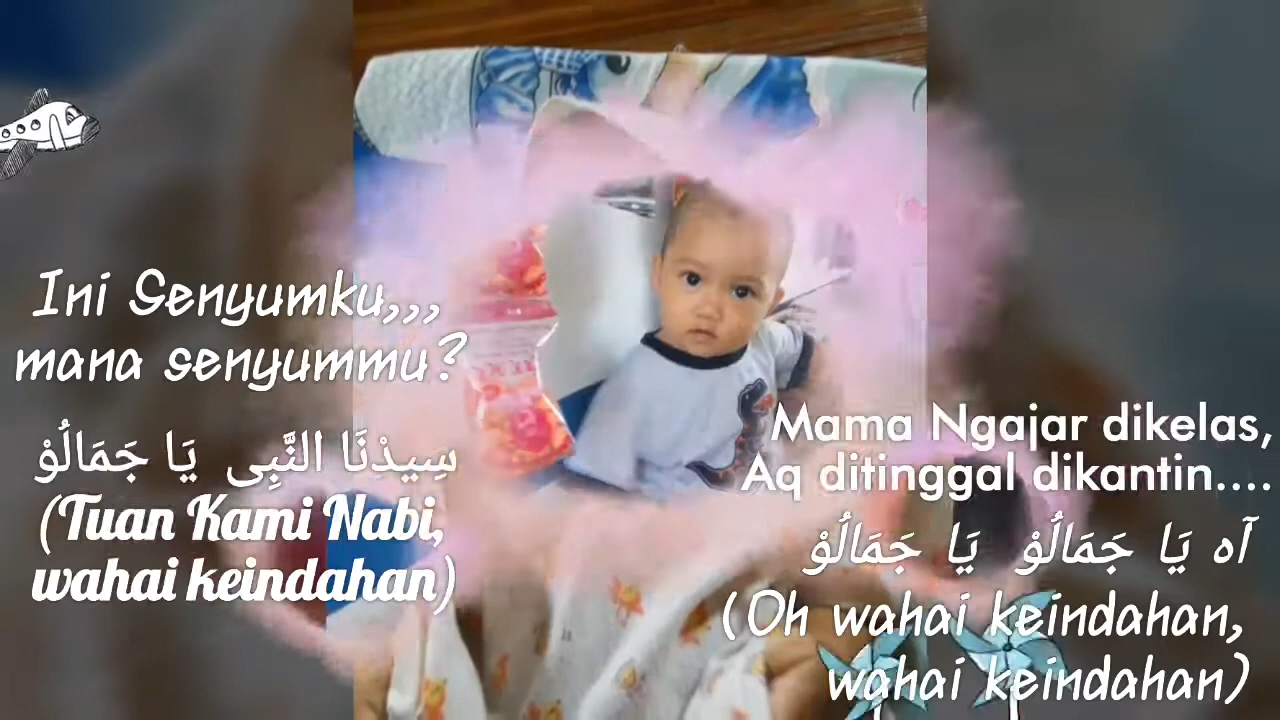 Ini Senyumku,,,
mana senyummu?
سِيدْنَا النَّبِى يَا جَمَالُوْ
(Tuan Kami Nabi,
wahai keindahan)
Mama Ngajar dikelas,
Aq ditinggal dikantin....
آه يَا جَمَالُوْ يَا جَمَالُوْ
(Oh wahai keindahan,
wahai keindahan)